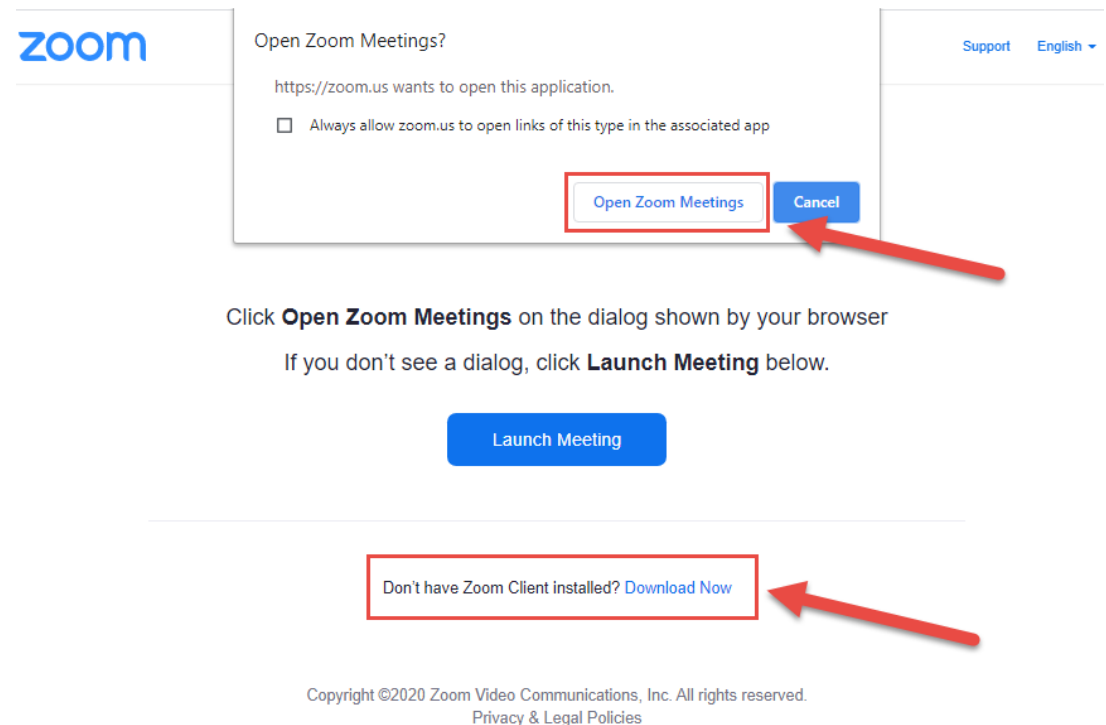 zoom
Support English
Open Zoom Meetings?
https://zoom.us wants to open this application.
Always allow zoom.us to open links of this type in the associated app
Open Zoom Meetings Cancel
Click Open Zoom Meetings on the dialog shown by your browser
If you don't see a dialog, click Launch Meeting below.
Launch Meeting
Don't have Zoom Client installed? Download Now
Copyright ©2020 Zoom Video Communications, Inc. All rights reserved.
Privacy & Legal Policies